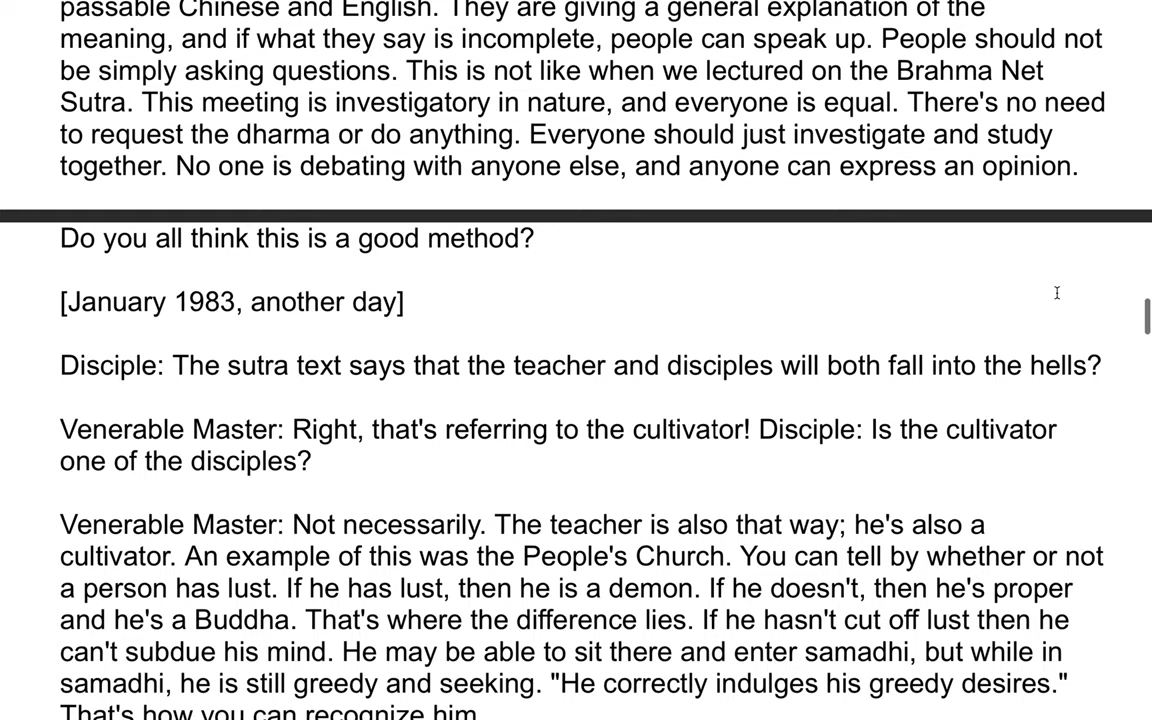 passable Chinese and English. They are giving a general explanation of the
meaning, and if what they say is incomplete, people can speak up. People should not
be simply asking questions. This is not like when we lectured on the Brahma Net
Sutra. This meeting is investigatory in nature, and everyone is equal. There's no need
to request the dharma or do anything. Everyone should just investigate and study
together. No one is debating with anyone else, and anyone can express an opinion.
Do you all think this is a good method?
[January 1983, another day]
Disciple: The sutra text says that the teacher and disciples will both fall into the hells?
Venerable Master: Right, that's referring to the cultivator! Disciple: Is the cultivator
one of the disciples?
Venerable Master: Not necessarily. The teacher is also that way; he's also a
cultivator. An example of this was the People's Church. You can tell by whether or not
a person has lust. If he has lust, then he is a demon. If he doesn't, then he's proper
and he's a Buddha. That's where the difference lies. If he hasn't cut off lust then he
can't subdue his mind. He may be able to sit there and enter samadhi, but while in
samadhi, he is still greedy and seeking. "He correctly indulges his greedy desires."
That's how you can recognize him